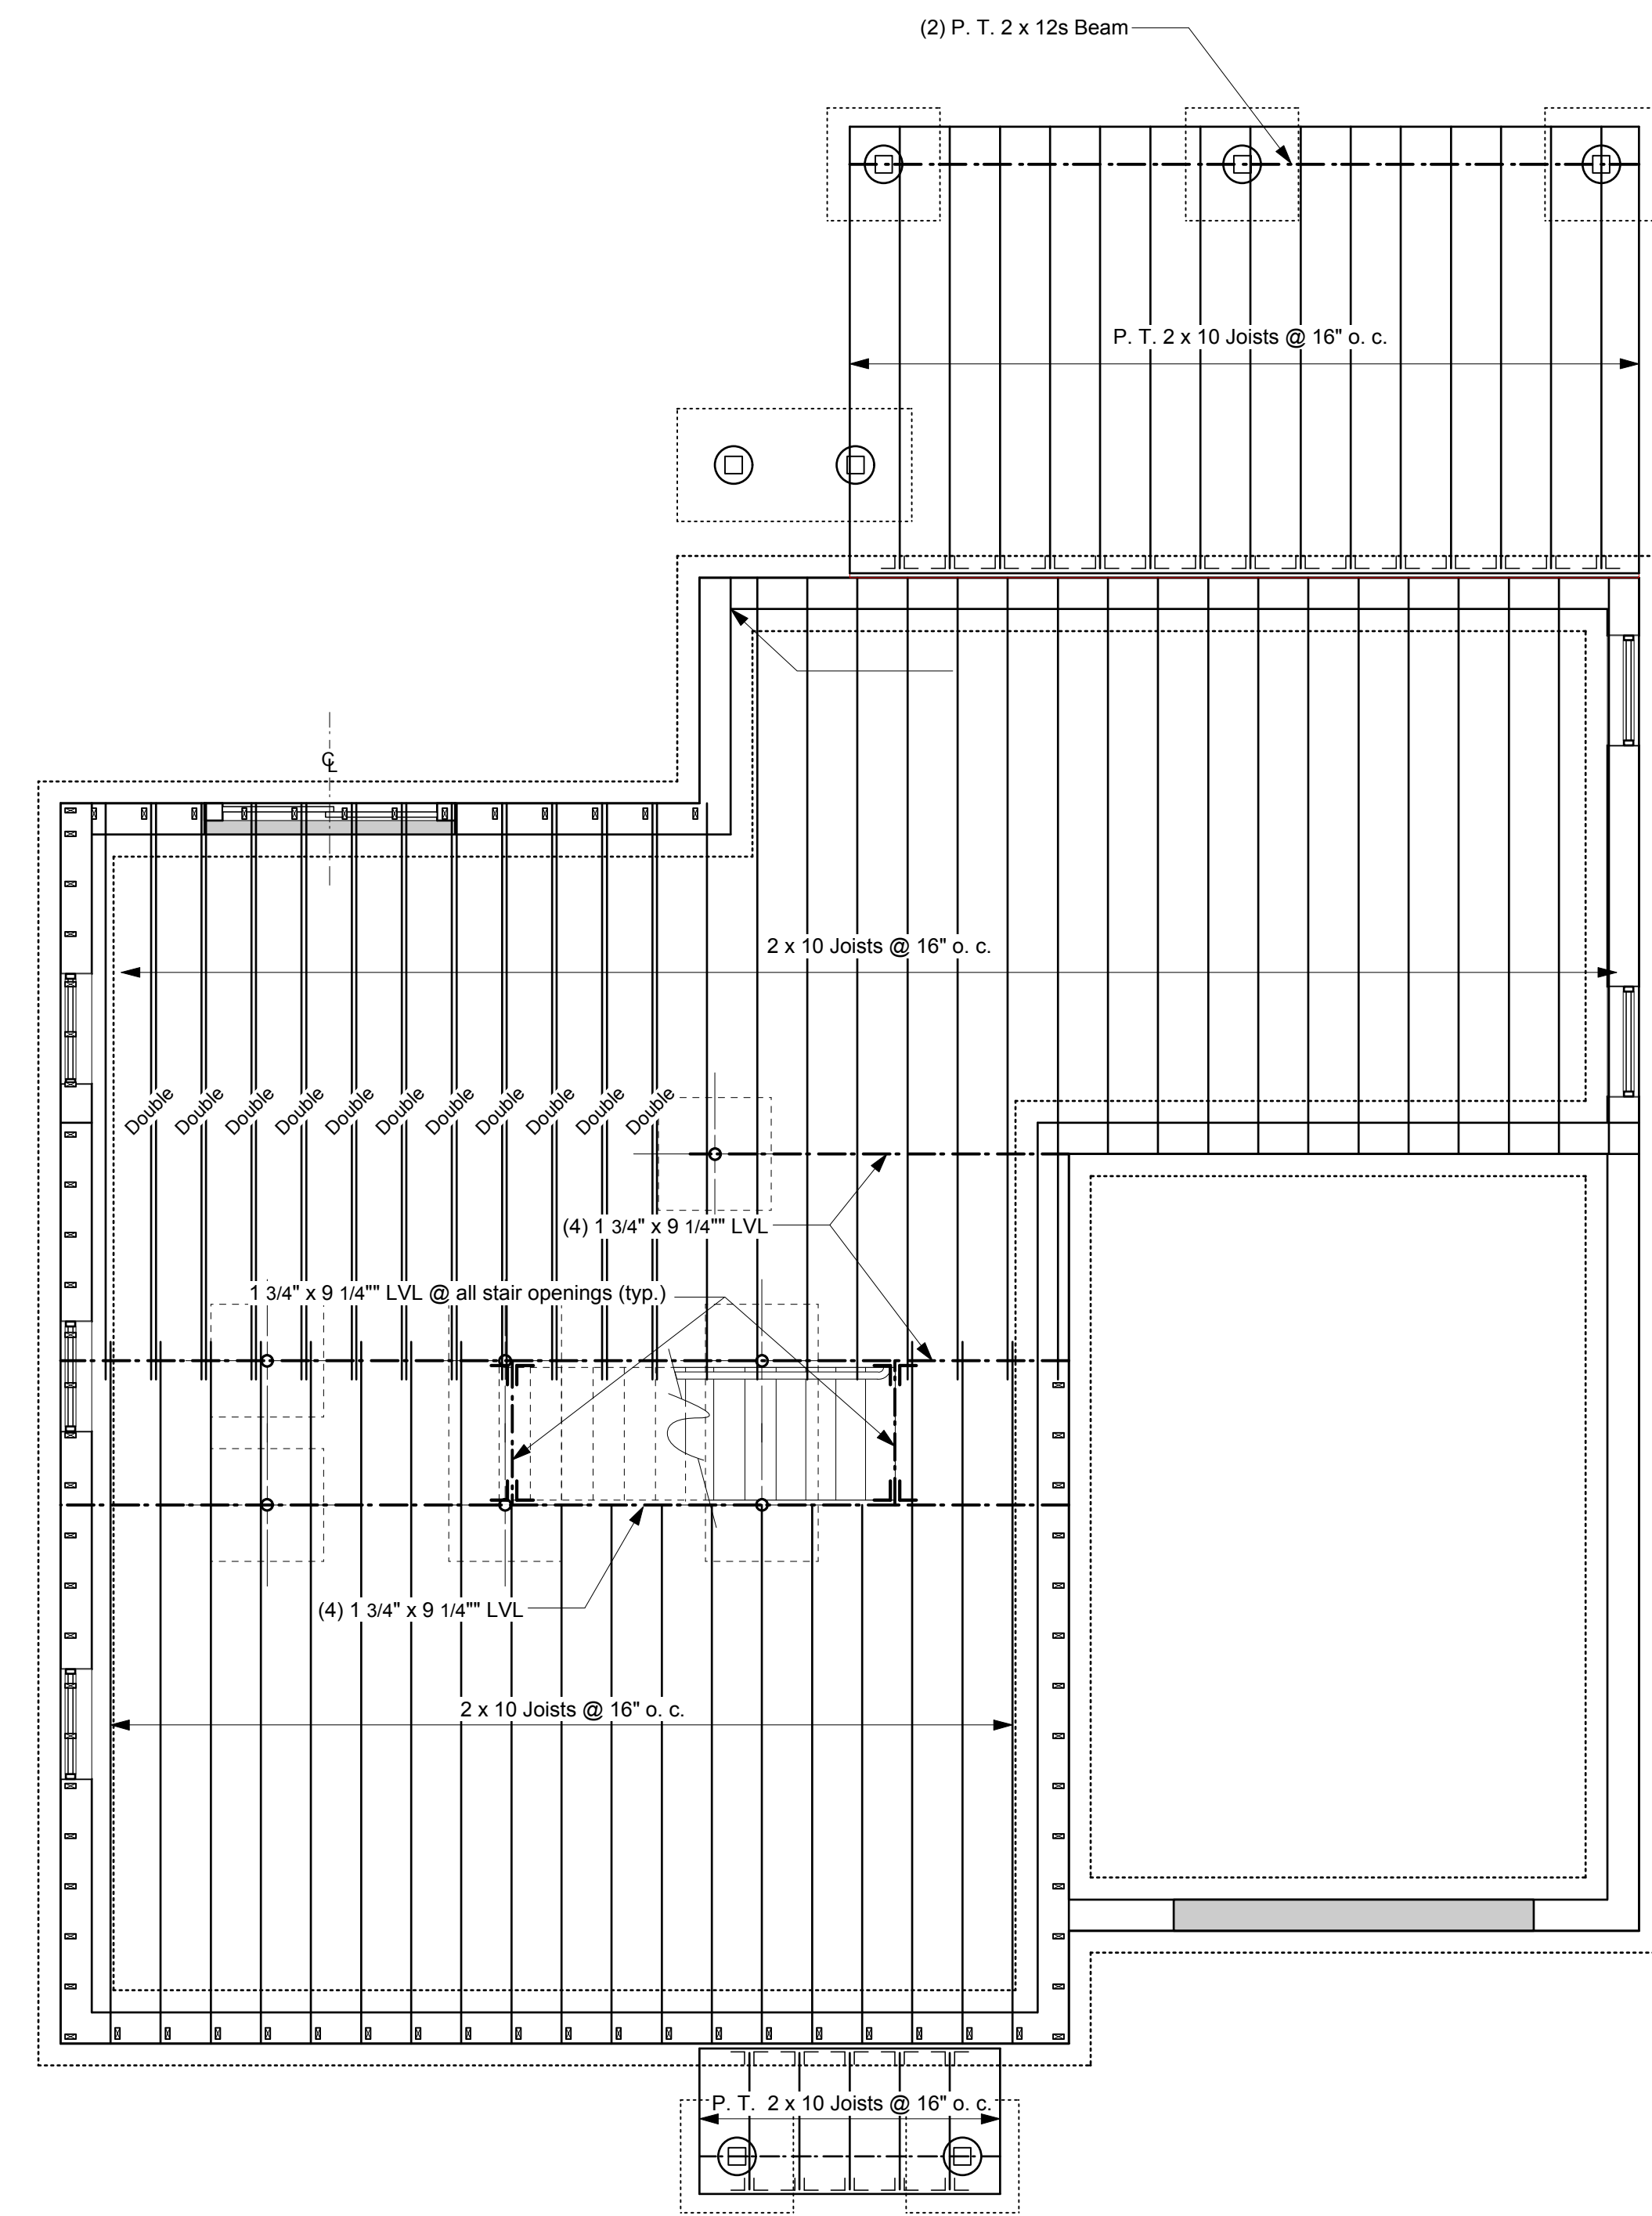 (2) P. T. 2 x 12s Beam
P. T. 2 x 10 Joists @ 16" o. c.
℄
2 x 10 Joists @ 16" o. c.
Double
Double
Double
Double
Double
Double
Double
Double
Double
Double
Double
(4) 1 3/4" x 9 1/4"" LVL
1 3/4" x 9 1/4"" LVL @ all stair openings (typ.)
(4) 1 3/4" x 9 1/4"" LVL
2 x 10 Joists @ 16" o. c.
P. T. 2 x 10 Joists @ 16" o. c.